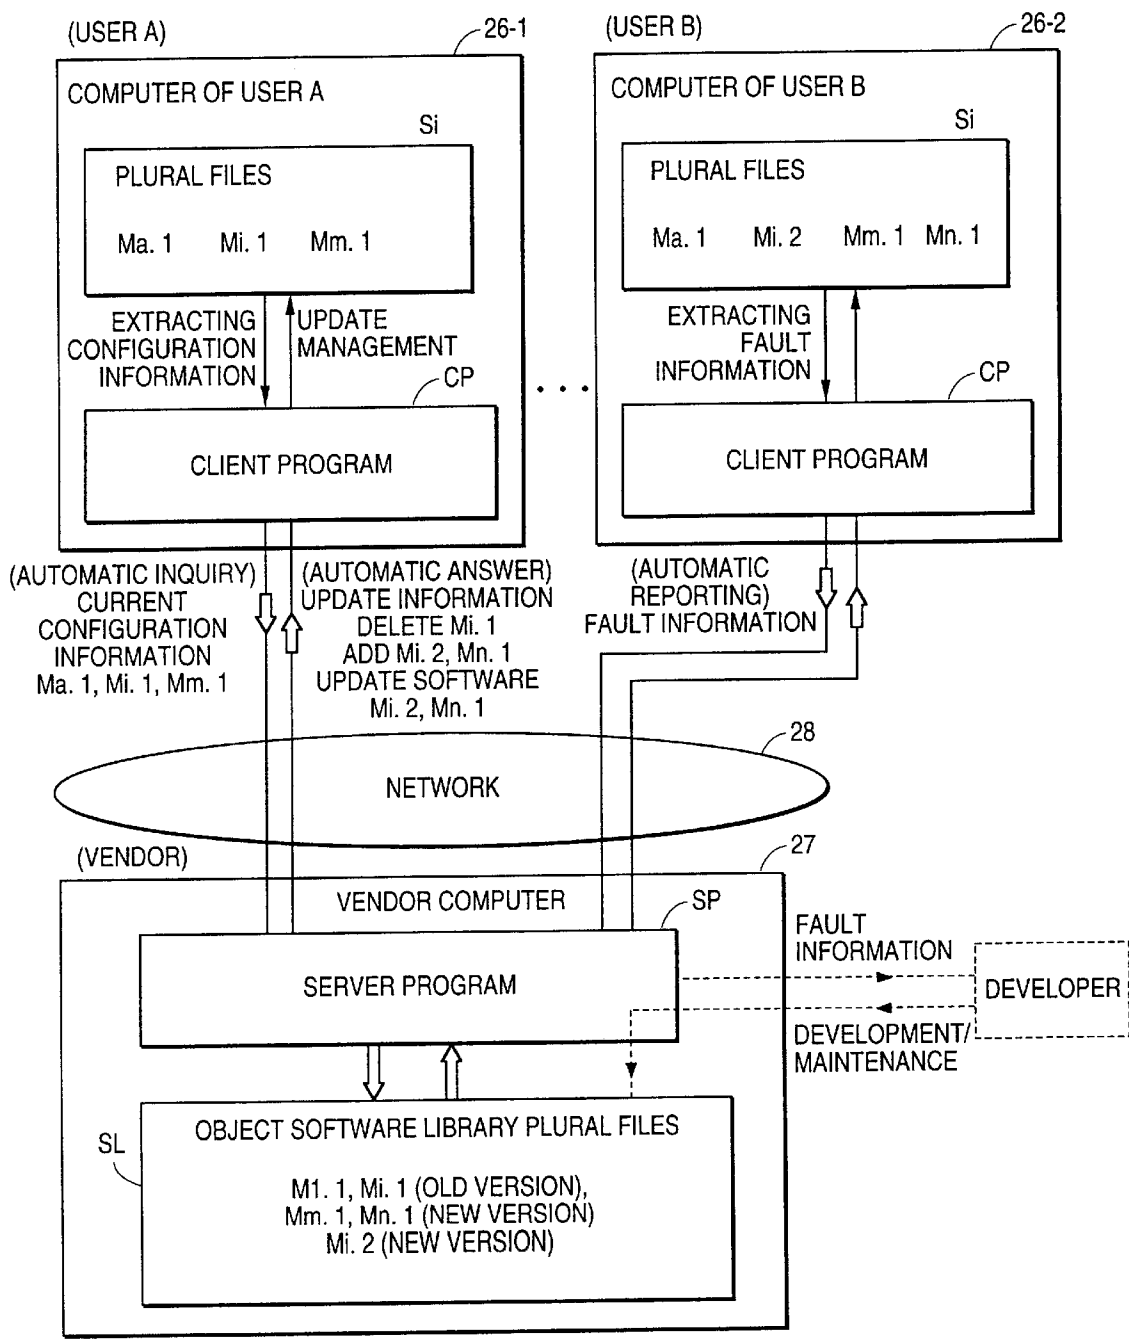 (USER A)
26-1
COMPUTER OF USER A
Si
PLURAL FILES
Ma. 1 Mi. 1 Mm. 1
EXTRACTING
CONFIGURATION
INFORMATION
UPDATE
MANAGEMENT
CP
CLIENT PROGRAM
(USER B)
26-2
COMPUTER OF USER B
Si
PLURAL FILES
Ma. 1 Mi. 2 Mm. 1 Mn. 1
EXTRACTING
FAULT
INFORMATION
CP
CLIENT PROGRAM
(AUTOMATIC INQUIRY)
CURRENT
CONFIGURATION
INFORMATION
Ma. 1, Mi. 1, Mm. 1
(AUTOMATIC ANSWER)
UPDATE INFORMATION
DELETE Mi. 1
ADD Mi. 2, Mn. 1
UPDATE SOFTWARE
Mi. 2, Mn. 1
(AUTOMATIC
REPORTING)
FAULT INFORMATION
28
NETWORK
(VENDOR)
27
VENDOR COMPUTER
SP
SERVER PROGRAM
FAULT
INFORMATION
DEVELOPER
DEVELOPMENT/
MAINTENANCE
SL
OBJECT SOFTWARE LIBRARY PLURAL FILES
M1. 1, Mi. 1 (OLD VERSION),
Mm. 1, Mn. 1 (NEW VERSION)
Mi. 2 (NEW VERSION)